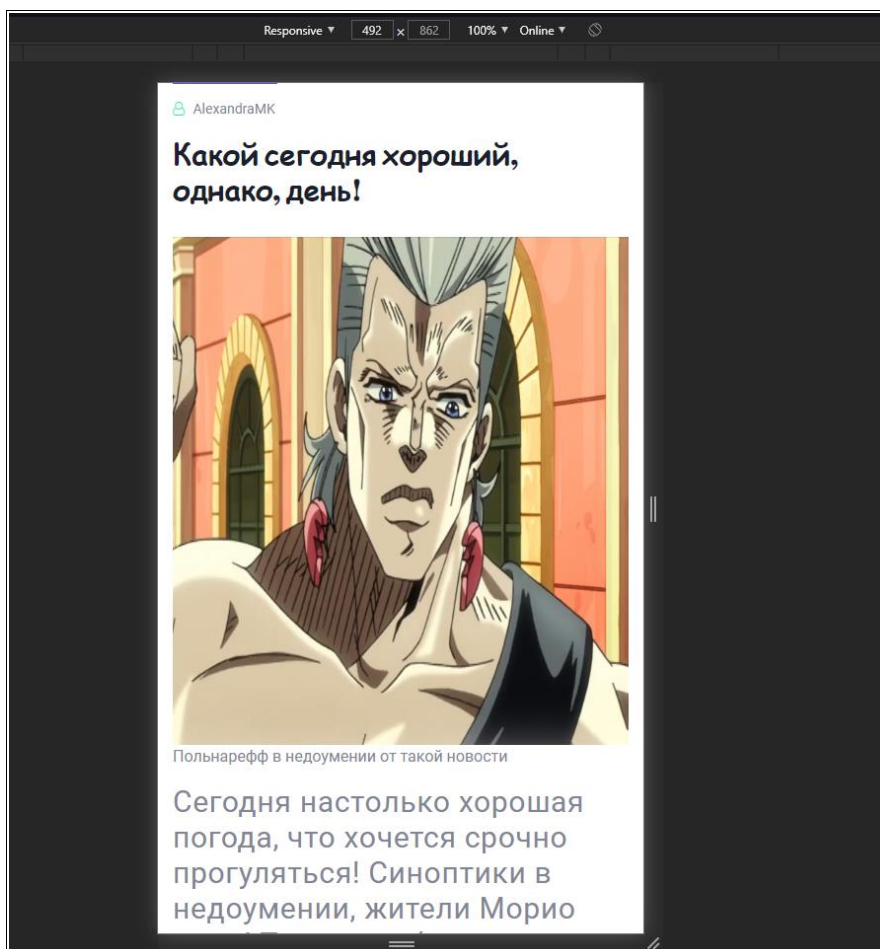 Responsive ▼ 492 × 862 100% ▼ Online ▼
AlexandraMK
Какой сегодня хороший,
однако, день!
Польнарефф в недоумении от такой новости
Сегодня настолько хорошая
погода, что хочется срочно
прогуляться! Синоптики в
недоумении, жители Морио